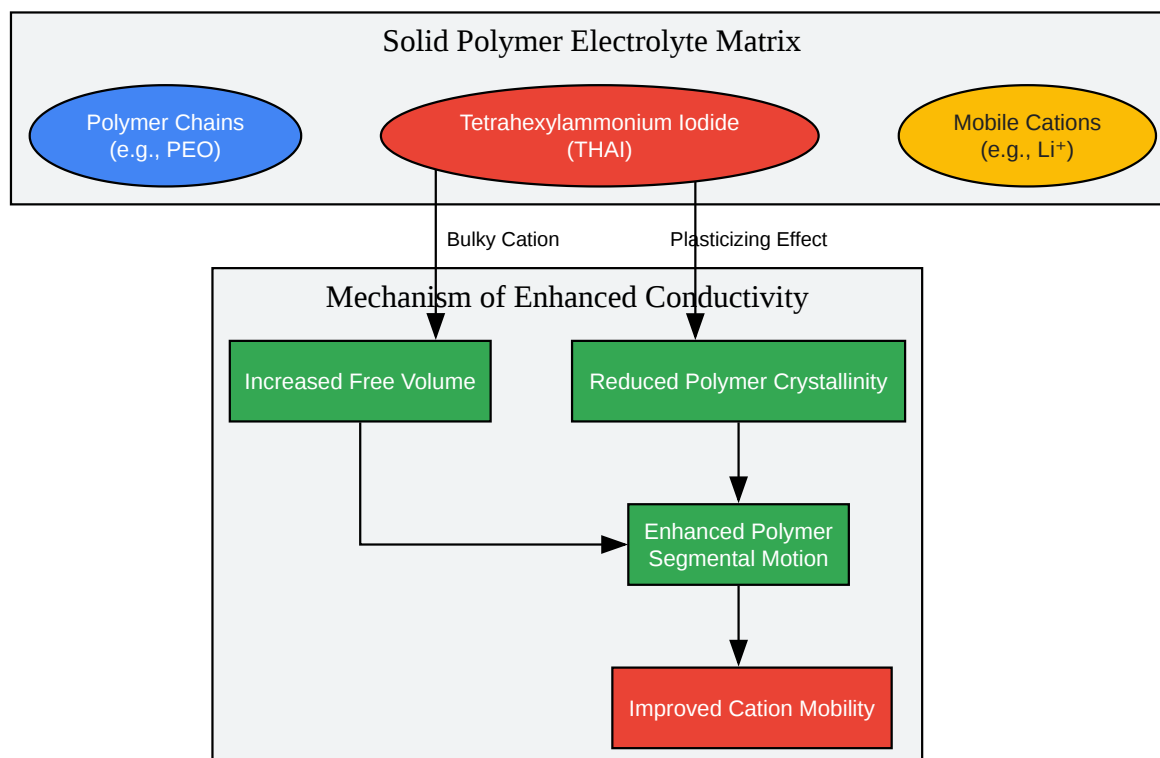 Solid Polymer Electrolyte Matrix
Polymer Chains
(e.g., PEO)
Tetrahexylammonium Iodide
(THAI)
Mobile Cations
(e.g., Li⁺)
Bulky Cation
Plasticizing Effect
Mechanism of Enhanced Conductivity
Increased Free Volume
Reduced Polymer Crystallinity
Enhanced Polymer
Segmental Motion
Improved Cation Mobility